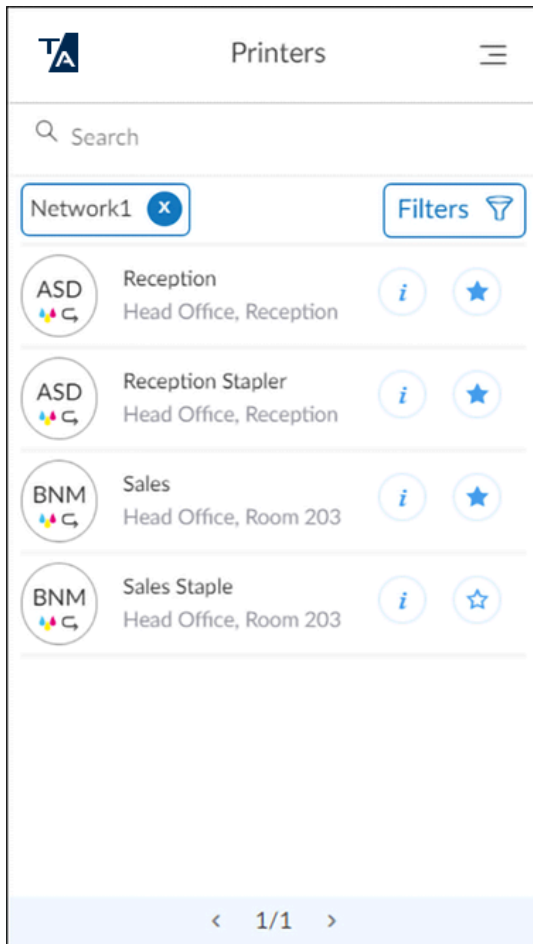 TA
Printers
Search
Network1 x
Filters
ASD
Reception
Head Office, Reception
i
ASD
Reception Stapler
Head Office, Reception
i
BNM
Sales
Head Office, Room 203
i
BNM
Sales Staple
Head Office, Room 203
i
< 1/1 >